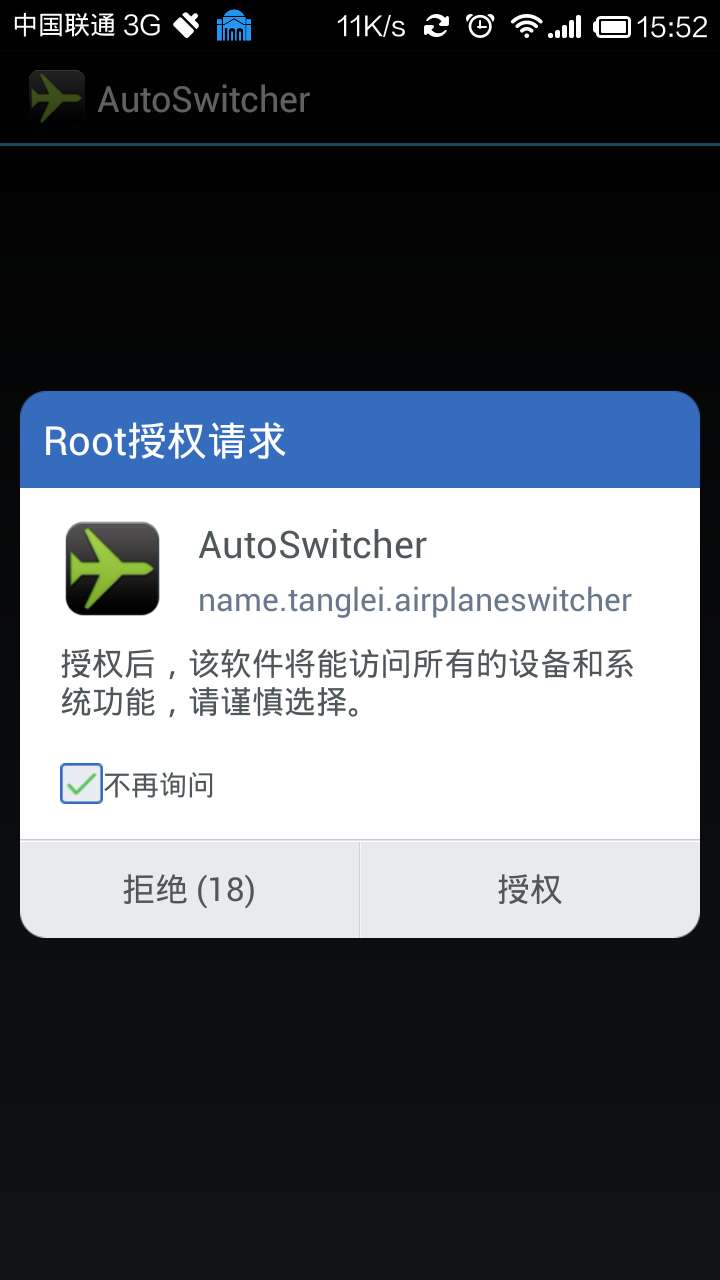 中国联通 3G 11K/s 15:52
AutoSwitcher
Root授权请求
AutoSwitcher
name.tanglei.airplaneswitcher
授权后，该软件将能访问所有的设备和系
统功能，请谨慎选择。
不再询问
拒绝 (18) 授权